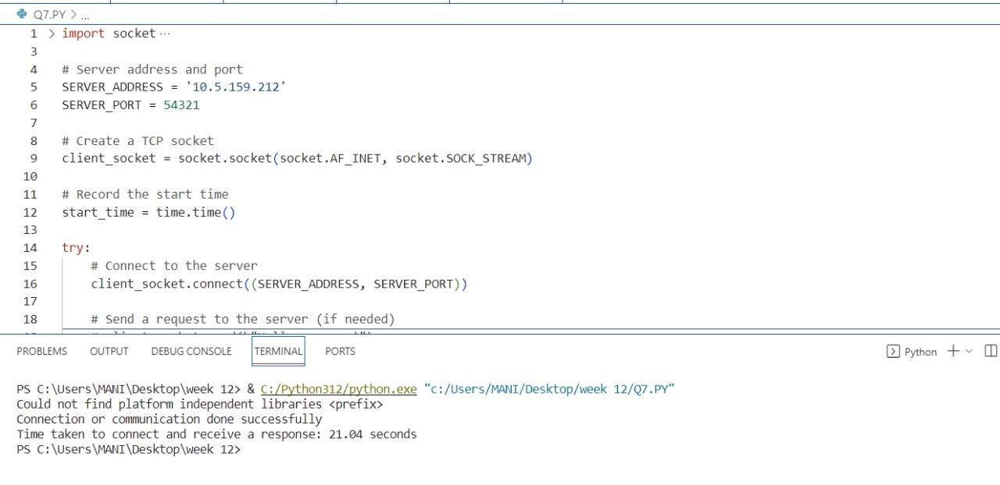 Q7.PY > ...
1 > import socket ···
3
4 # Server address and port
5 SERVER_ADDRESS = '10.5.159.212'
6 SERVER_PORT = 54321
7
8 # Create a TCP socket
9 client_socket = socket.socket(socket.AF_INET, socket.SOCK_STREAM)
10
11 # Record the start time
12 start_time = time.time()
13
14 try:
15 # Connect to the server
16 client_socket.connect((SERVER_ADDRESS, SERVER_PORT))
17
18 # Send a request to the server (if needed)
PROBLEMS OUTPUT DEBUG CONSOLE TERMINAL PORTS Python
PS C:\Users\MANI\Desktop\week 12> & C:/Python312/python.exe "c:/Users/MANI/Desktop/week 12/Q7.PY"
Could not find platform independent libraries <prefix>
Connection or communication done successfully
Time taken to connect and receive a response: 21.04 seconds
PS C:\Users\MANI\Desktop\week 12>